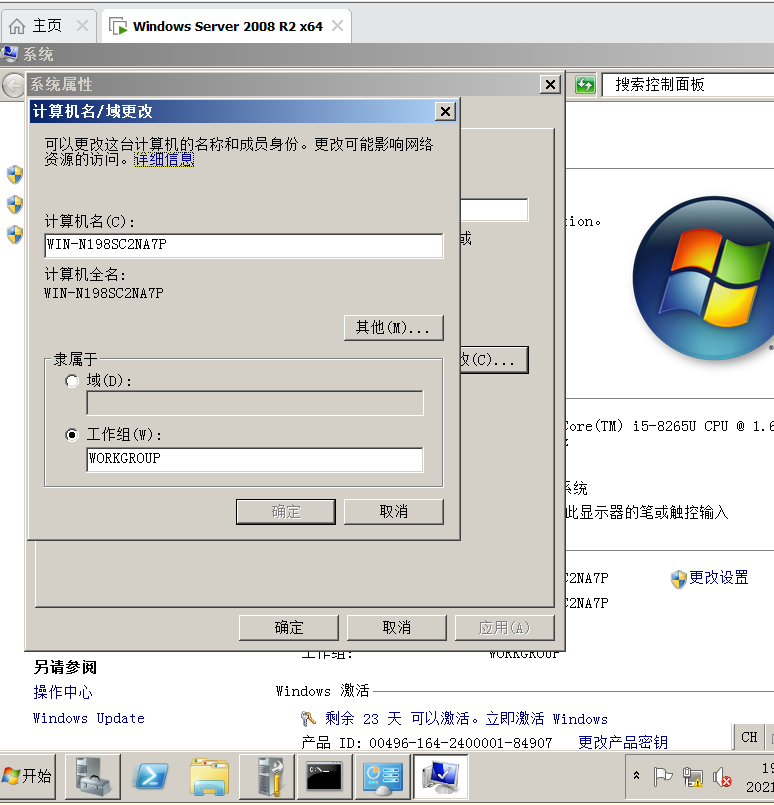 主页
Windows Server 2008 R2 x64
系统
系统属性
搜索控制面板
计算机名/域更改
可以更改这台计算机的名称和成员身份。更改可能影响网络
资源的访问。详细信息
tion。
计算机名(C):
或
WIN-N198SC2NA7P
计算机全名:
WIN-N198SC2NA7P
其他(M)...
隶属于
改(C)...
域(D):
Core(TM) i5-8265U CPU @ 1.6
工作组(W):
WORKGROUP
系统
确定
取消
此显示器的笔或触控输入
C2NA7P
更改设置
C2NA7P
确定
取消
应用(A)
工作组:
WORKGROUP
另请参阅
操作中心
Windows 激活
Windows Update
剩余 23 天 可以激活。立即激活 Windows
产品 ID: 00496-164-2400001-84907
更改产品密钥
CH
开始
19
2021